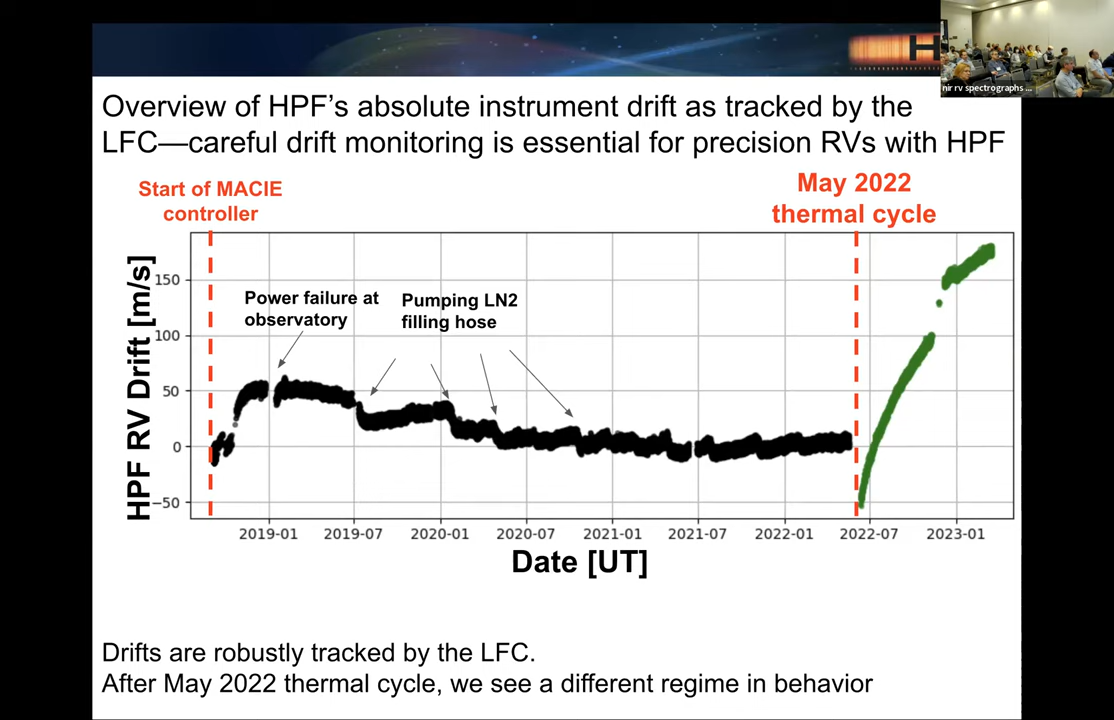 H
nir rv spectrographs ...
Overview of HPF's absolute instrument drift as tracked by the
LFC—careful drift monitoring is essential for precision RVs with HPF
Start of MACIE
controller
May 2022
thermal cycle
Power failure at
observatory
Pumping LN2
filling hose
HPF RV Drift [m/s]
150
100
50
0
−50
2019-01 2019-07 2020-01 2020-07 2021-01 2021-07 2022-01 2022-07 2023-01
Date [UT]
Drifts are robustly tracked by the LFC.
After May 2022 thermal cycle, we see a different regime in behavior